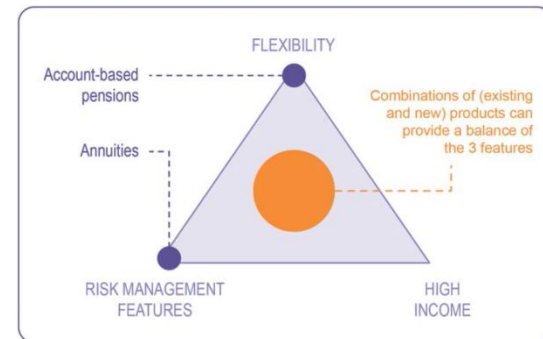 FLEXIBILITY
Account-based
pensions
Combinations of (existing
and new) products can
provide a balance of
the 3 features
Annuities
RISK MANAGEMENT
FEATURES
HIGH
INCOME